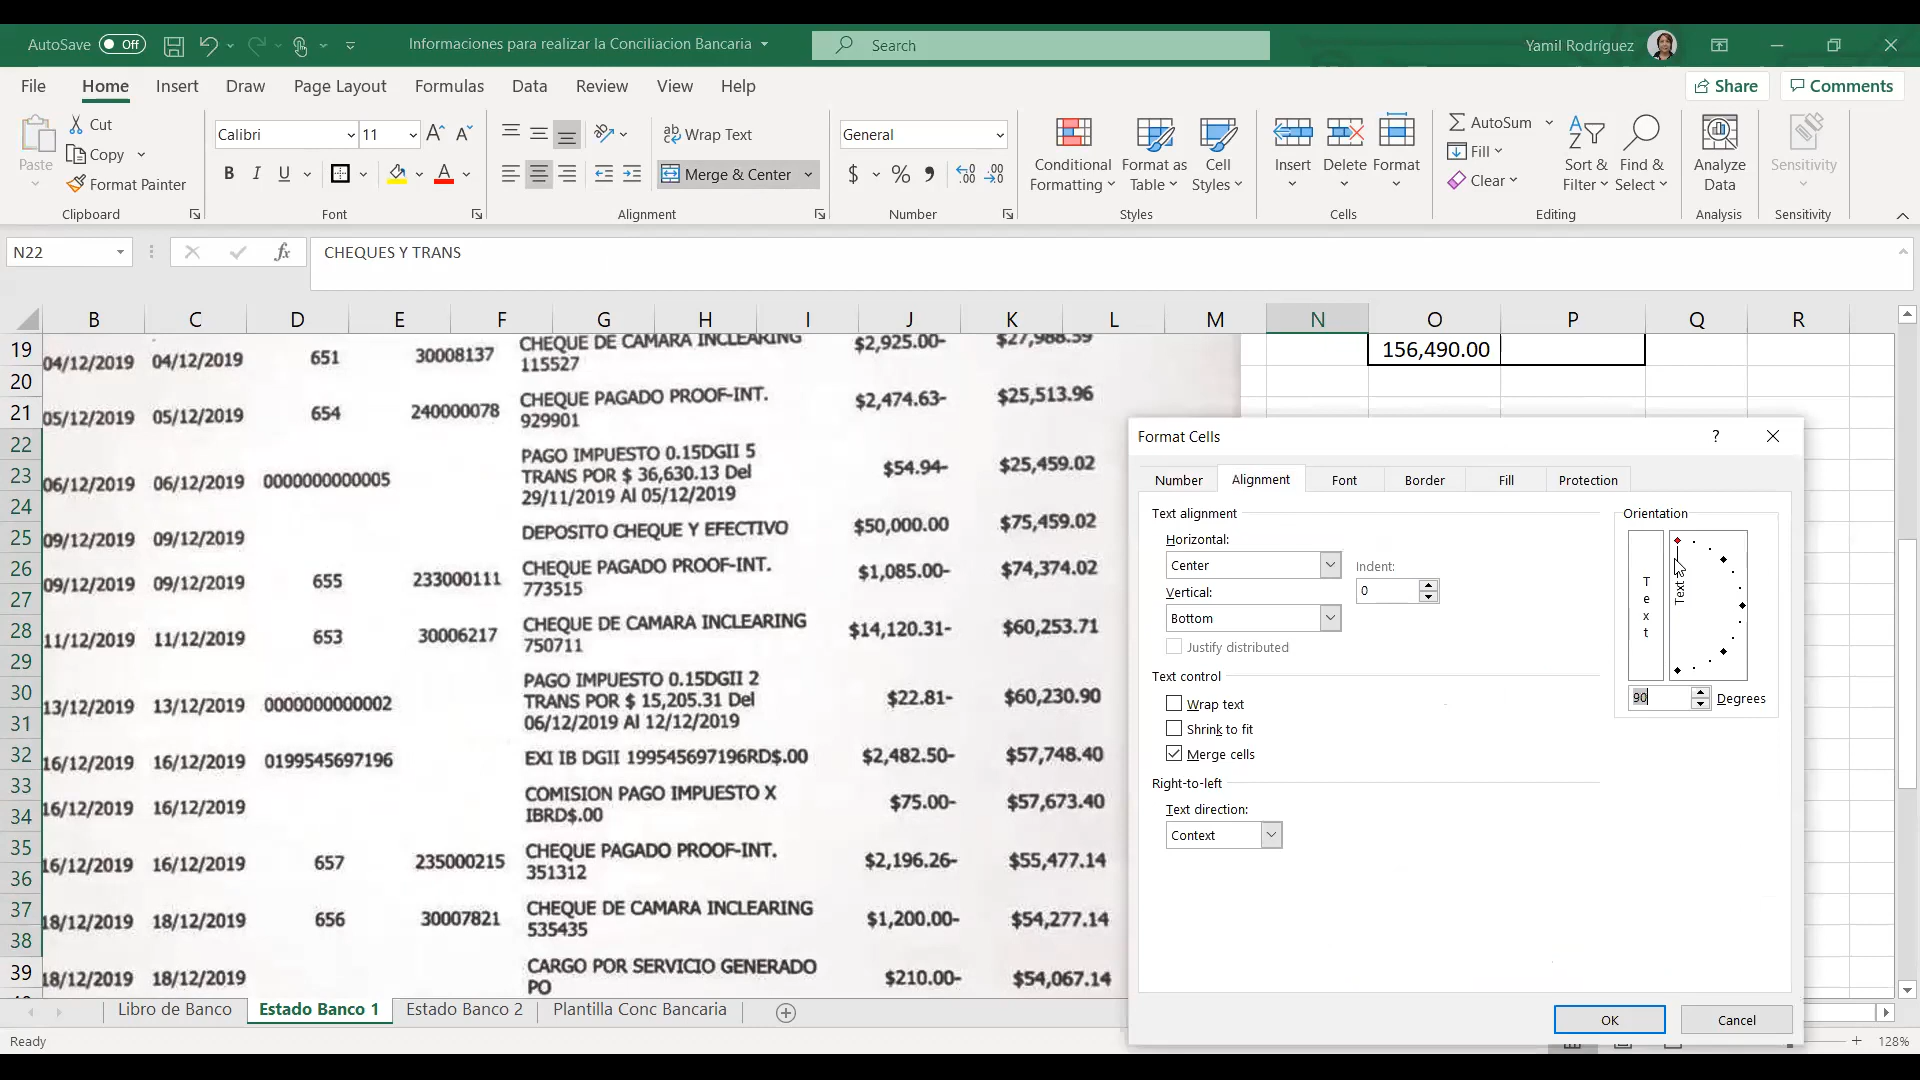 AutoSave Off Informaciones para realizar la Conciliacion Bancaria Search Yamil Rodríguez
File Home Insert Draw Page Layout Formulas Data Review View Help Share Comments
Paste Cut Copy Format Painter
Calibri 11 B I U A A A
Wrap Text Merge & Center
General $ % ,
Conditional Formatting Format as Table Cell Styles
Insert Delete Format
AutoSum Fill Clear Sort & Filter Find & Select
Analyze Data Sensitivity
Clipboard Font Alignment Number Styles Cells Editing Analysis Sensitivity
N22 fx CHEQUES Y TRANS
B C D E F G H I J K L M N O P Q R
19 04/12/2019 04/12/2019 651 30008137 CHEQUE DE CAMARA INCLEARING $2,925.00- $27,988.59 156,490.00
115527
20
21 05/12/2019 05/12/2019 654 240000078 CHEQUE PAGADO PROOF-INT. $2,474.63- $25,513.96
929901
22
PAGO IMPUESTO 0.15DGII 5
23 06/12/2019 06/12/2019 0000000000005 TRANS POR $ 36,630.13 Del $54.94- $25,459.02
24 29/11/2019 Al 05/12/2019
25 09/12/2019 09/12/2019 DEPOSITO CHEQUE Y EFECTIVO $50,000.00 $75,459.02
26 09/12/2019 09/12/2019 655 233000111 CHEQUE PAGADO PROOF-INT. $1,085.00- $74,374.02
27 773515
28 11/12/2019 11/12/2019 653 30006217 CHEQUE DE CAMARA INCLEARING $14,120.31- $60,253.71
29 750711
30 PAGO IMPUESTO 0.15DGII 2
13/12/2019 13/12/2019 0000000000002 TRANS POR $ 15,205.31 Del $22.81- $60,230.90
31 06/12/2019 Al 12/12/2019
32 16/12/2019 16/12/2019 0199545697196 EXI IB DGII 199545697196RD$.00 $2,482.50- $57,748.40
33 16/12/2019 16/12/2019 COMISION PAGO IMPUESTO X $75.00- $57,673.40
34 IBRD$.00
35 16/12/2019 16/12/2019 657 235000215 CHEQUE PAGADO PROOF-INT. $2,196.26- $55,477.14
36 351312
37 18/12/2019 18/12/2019 656 30007821 CHEQUE DE CAMARA INCLEARING $1,200.00- $54,277.14
38 535435
39 18/12/2019 18/12/2019 CARGO POR SERVICIO GENERADO $210.00- $54,067.14
PO
Format Cells ?
Number Alignment Font Border Fill Protection
Text alignment
Horizontal:
Center
Indent:
0
Vertical:
Bottom
Justify distributed
Text control
Wrap text
Shrink to fit
Merge cells
Right-to-left
Text direction:
Context
Orientation
Text
Text
90 Degrees
OK Cancel
Libro de Banco Estado Banco 1 Estado Banco 2 Plantilla Conc Bancaria
Ready 128%